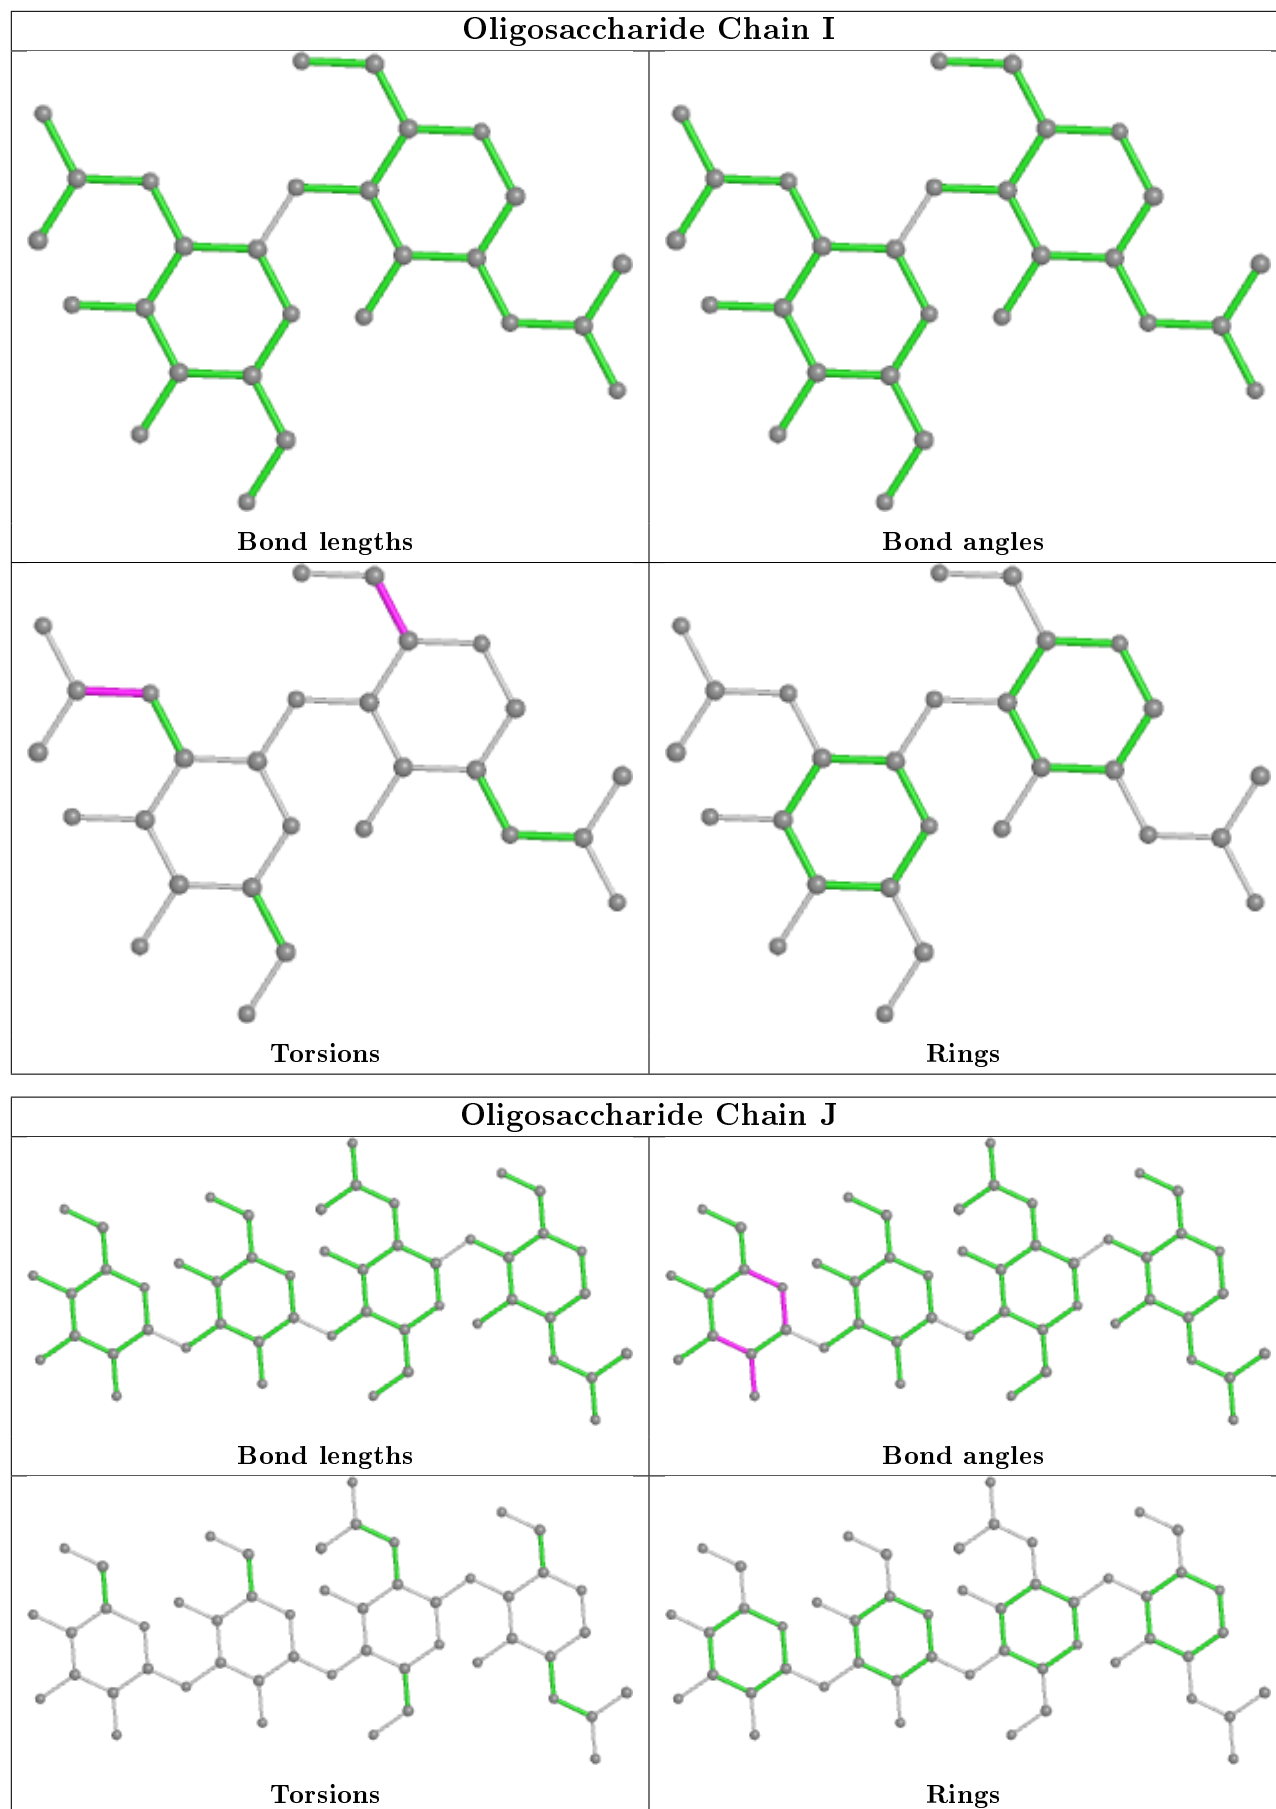 Oligosaccharide Chain I
Bond lengths
Bond angles
Torsions
Rings
Oligosaccharide Chain J
Bond lengths
Bond angles
Torsions
Rings